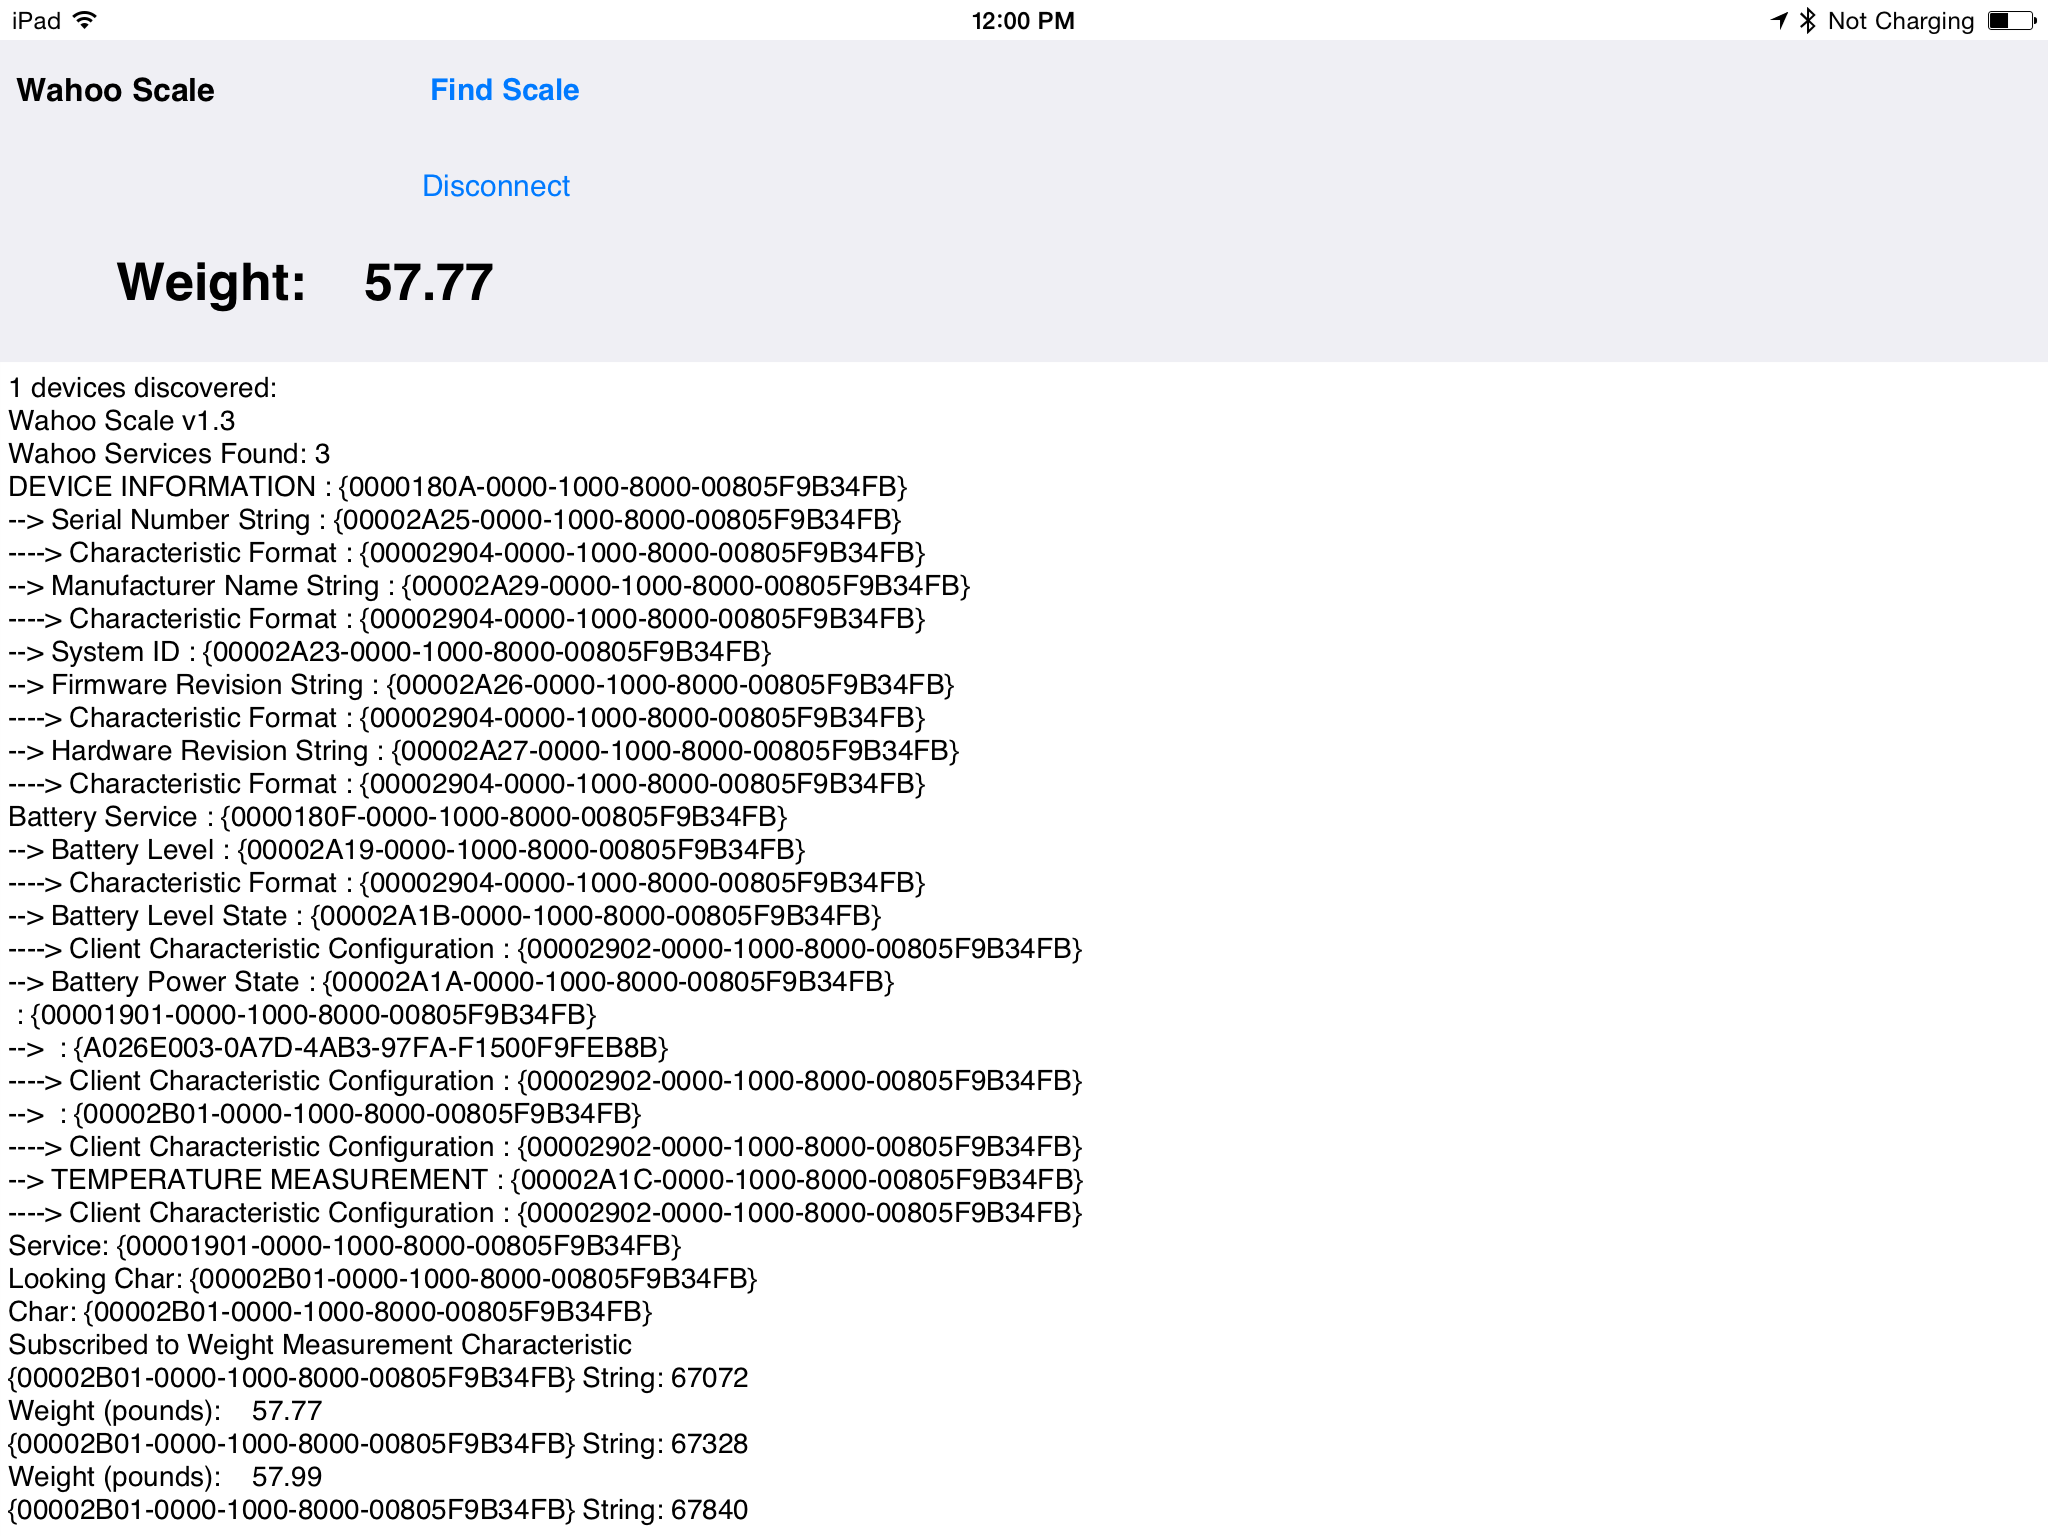 iPad 12:00 PM Not Charging
Wahoo Scale Find Scale
Disconnect
Weight: 57.77
1 devices discovered:
Wahoo Scale v1.3
Wahoo Services Found: 3
DEVICE INFORMATION : {0000180A-0000-1000-8000-00805F9B34FB}
--> Serial Number String : {00002A25-0000-1000-8000-00805F9B34FB}
----> Characteristic Format : {00002904-0000-1000-8000-00805F9B34FB}
--> Manufacturer Name String : {00002A29-0000-1000-8000-00805F9B34FB}
----> Characteristic Format : {00002904-0000-1000-8000-00805F9B34FB}
--> System ID : {00002A23-0000-1000-8000-00805F9B34FB}
--> Firmware Revision String : {00002A26-0000-1000-8000-00805F9B34FB}
----> Characteristic Format : {00002904-0000-1000-8000-00805F9B34FB}
--> Hardware Revision String : {00002A27-0000-1000-8000-00805F9B34FB}
----> Characteristic Format : {00002904-0000-1000-8000-00805F9B34FB}
Battery Service : {0000180F-0000-1000-8000-00805F9B34FB}
--> Battery Level : {00002A19-0000-1000-8000-00805F9B34FB}
----> Characteristic Format : {00002904-0000-1000-8000-00805F9B34FB}
--> Battery Level State : {00002A1B-0000-1000-8000-00805F9B34FB}
----> Client Characteristic Configuration : {00002902-0000-1000-8000-00805F9B34FB}
--> Battery Power State : {00002A1A-0000-1000-8000-00805F9B34FB}
: {00001901-0000-1000-8000-00805F9B34FB}
--> : {A026E003-0A7D-4AB3-97FA-F1500F9FEB8B}
----> Client Characteristic Configuration : {00002902-0000-1000-8000-00805F9B34FB}
--> : {00002B01-0000-1000-8000-00805F9B34FB}
----> Client Characteristic Configuration : {00002902-0000-1000-8000-00805F9B34FB}
--> TEMPERATURE MEASUREMENT : {00002A1C-0000-1000-8000-00805F9B34FB}
----> Client Characteristic Configuration : {00002902-0000-1000-8000-00805F9B34FB}
Service: {00001901-0000-1000-8000-00805F9B34FB}
Looking Char: {00002B01-0000-1000-8000-00805F9B34FB}
Char: {00002B01-0000-1000-8000-00805F9B34FB}
Subscribed to Weight Measurement Characteristic
{00002B01-0000-1000-8000-00805F9B34FB} String: 67072
Weight (pounds): 57.77
{00002B01-0000-1000-8000-00805F9B34FB} String: 67328
Weight (pounds): 57.99
{00002B01-0000-1000-8000-00805F9B34FB} String: 67840